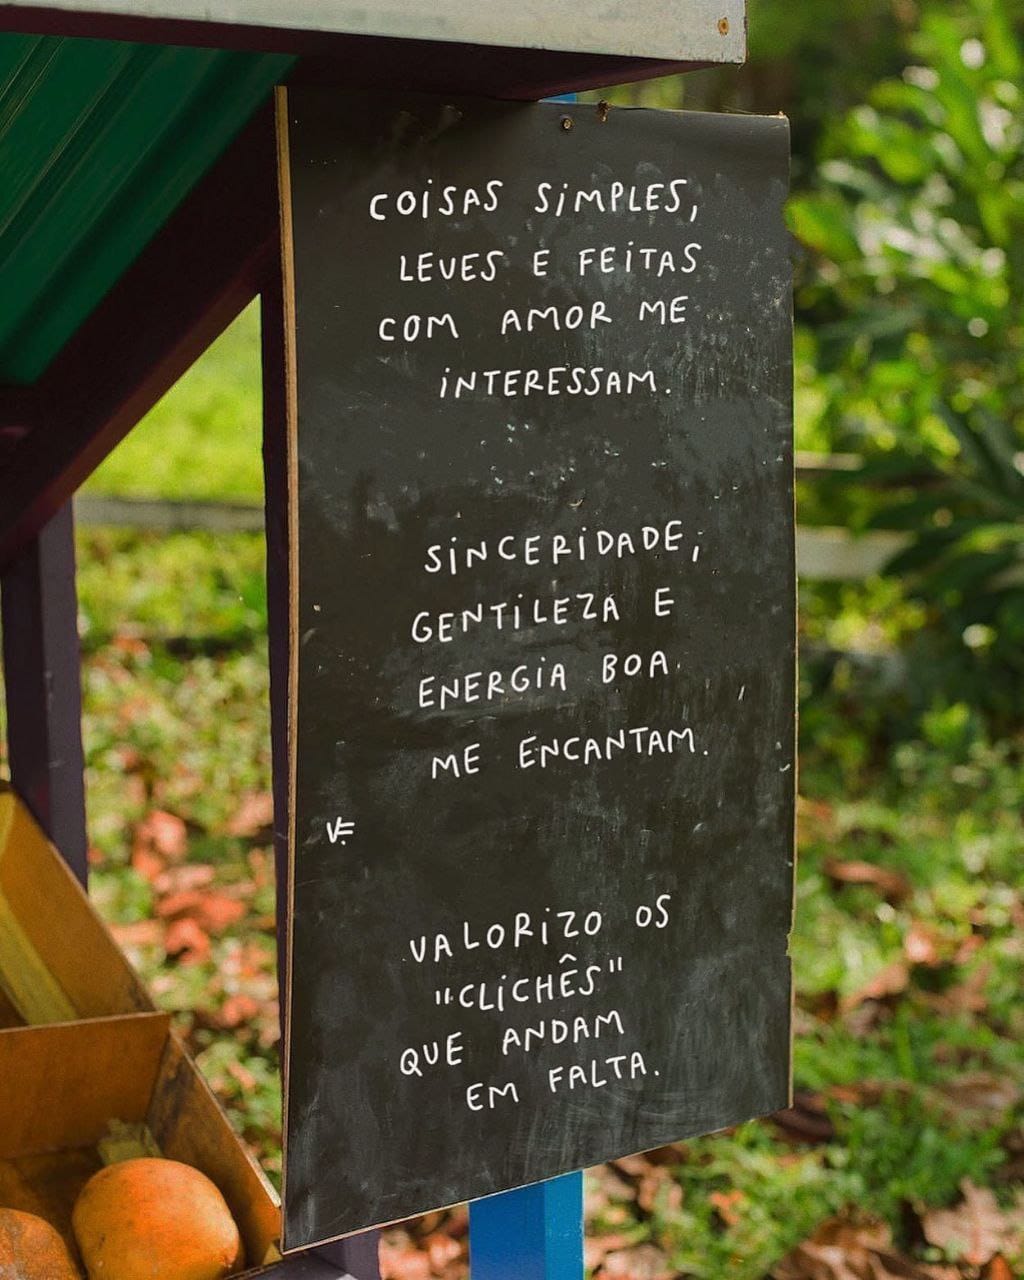 COISAS SIMPLES,
LEVES E FEITAS
COM AMOR ME
INTERESSAM.
SINCERIDADE,
GENTILEZA E
ENERGIA BOA
ME ENCANTAM.
VALORIZO OS
"CLICHÊS"
QUE ANDAM
EM FALTA.